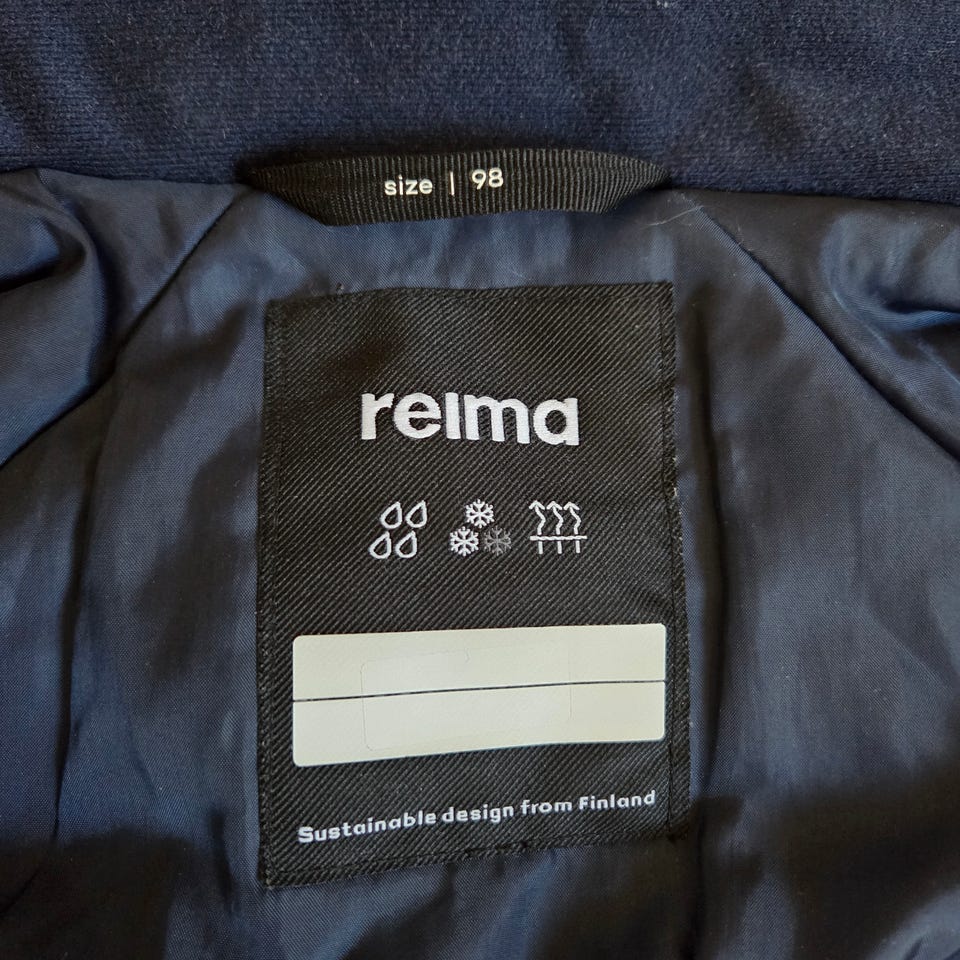 size | 98
reima
Sustainable design from Finland